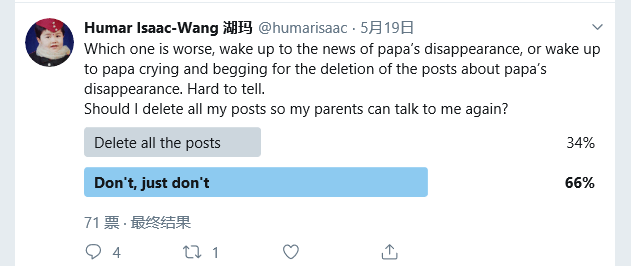 Humar Isaac-Wang 湖玛 @humarisaac · 5月19日
Which one is worse, wake up to the news of papa’s disappearance, or wake up
to papa crying and begging for the deletion of the posts about papa’s
disappearance. Hard to tell.
Should I delete all my posts so my parents can talk to me again?
Delete all the posts 34%
Don't, just don't 66%
71 票 · 最终结果
4 1